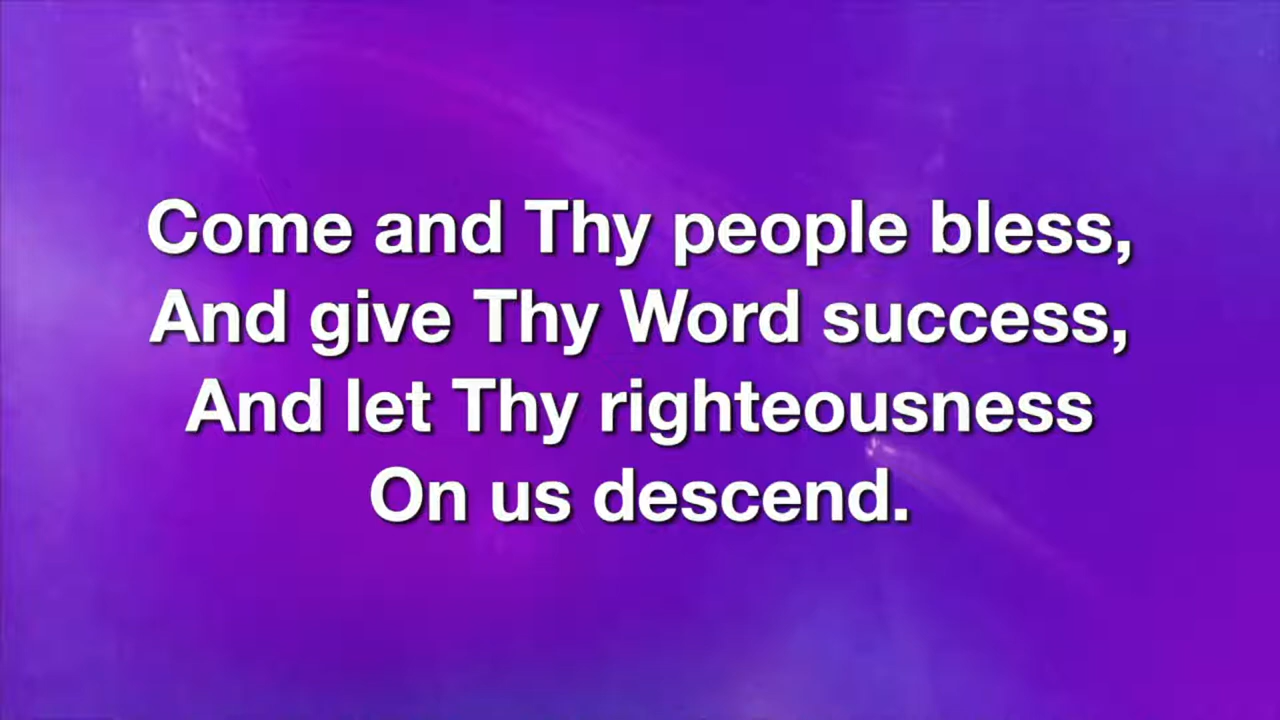 Come and Thy people bless,
And give Thy Word success,
And let Thy righteousness
On us descend.